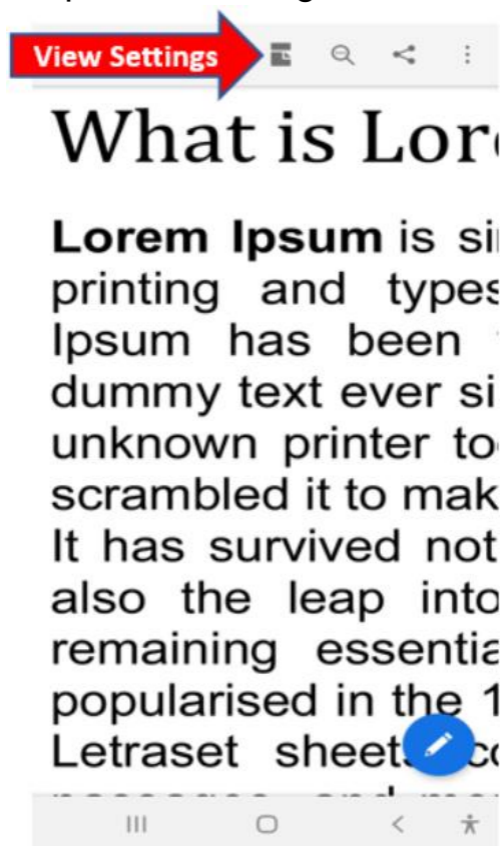 View Settings
What is Lor
Lorem Ipsum is si
printing and types
Ipsum has been
dummy text ever si
unknown printer to
scrambled it to mak
It has survived not
also the leap into
remaining essentia
popularised in the 1
Letraset sheet